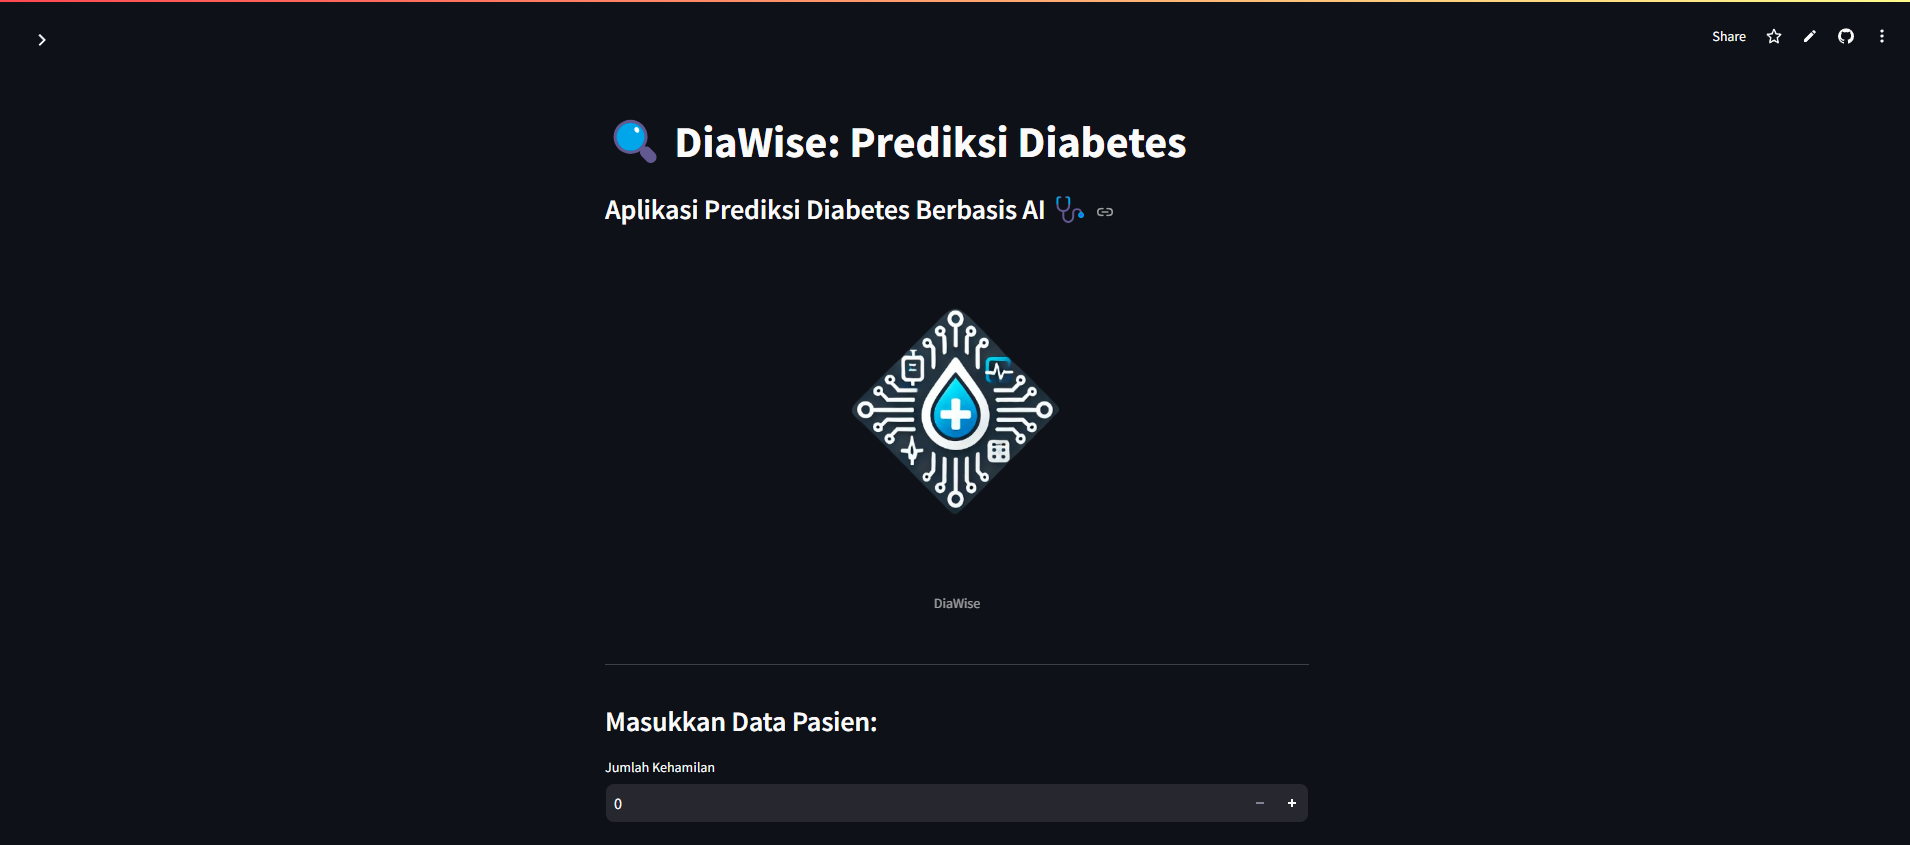 Share
DiaWise: Prediksi Diabetes
Aplikasi Prediksi Diabetes Berbasis AI
DiaWise
Masukkan Data Pasien:
Jumlah Kehamilan
0